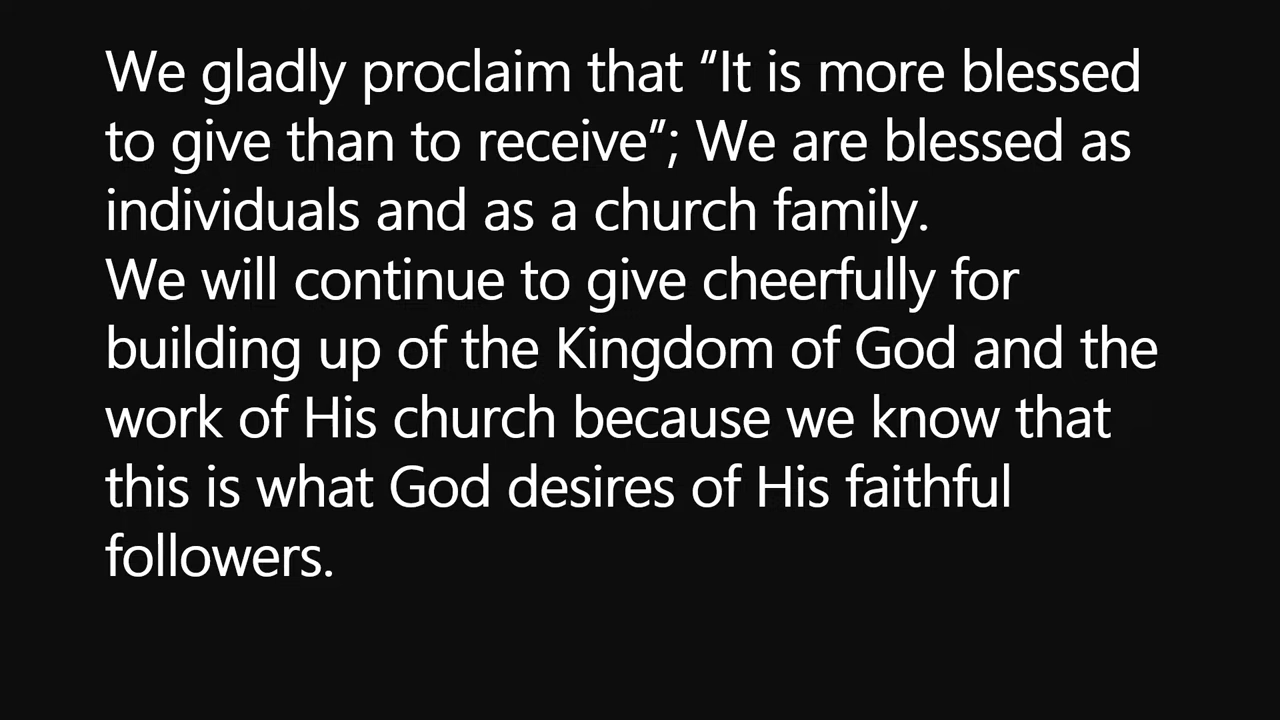 We gladly proclaim that “It is more blessed
to give than to receive”; We are blessed as
individuals and as a church family.
We will continue to give cheerfully for
building up of the Kingdom of God and the
work of His church because we know that
this is what God desires of His faithful
followers.